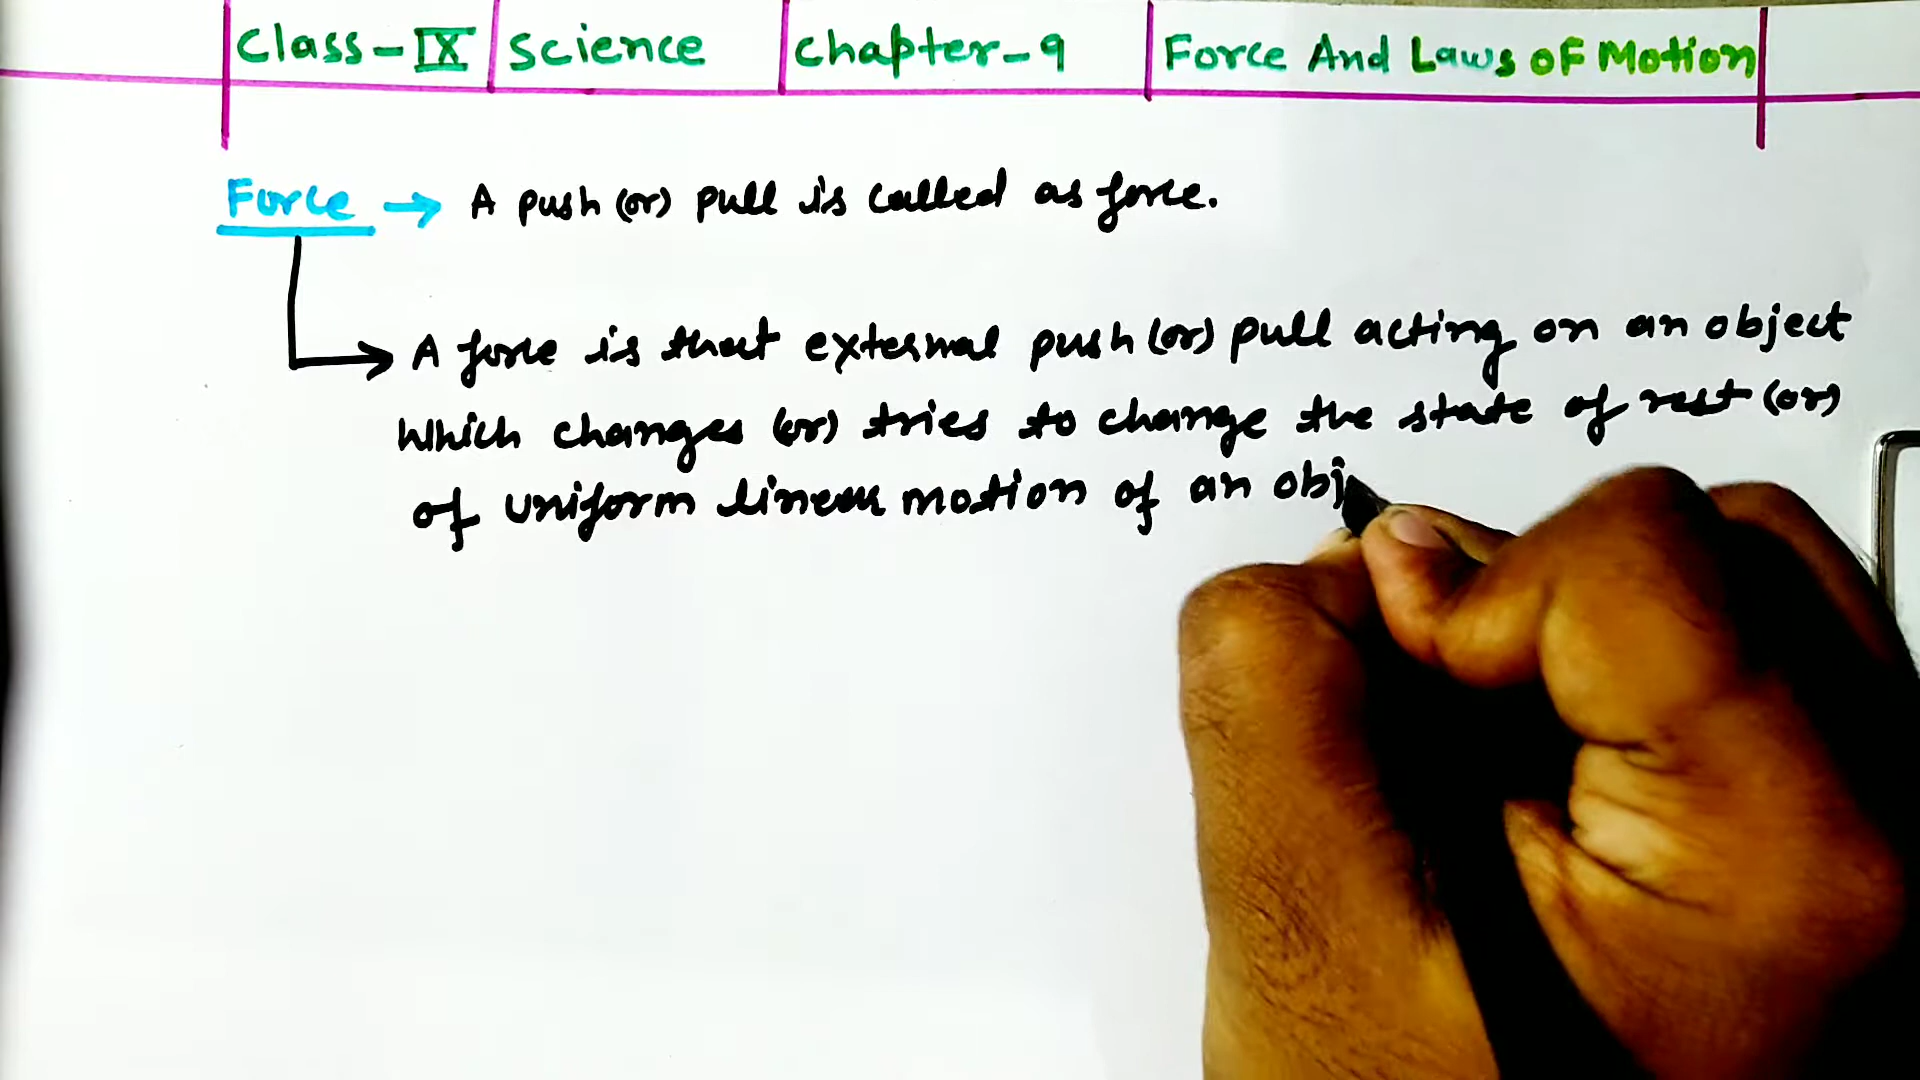 Class-IX Science Chapter-9 Force And Laws of Motion
Force → A push (or) pull is called as force.
A force is that external push (or) pull acting on an object
Which changes (or) tries to change the state of rest (or)
of uniform linear motion of an obj